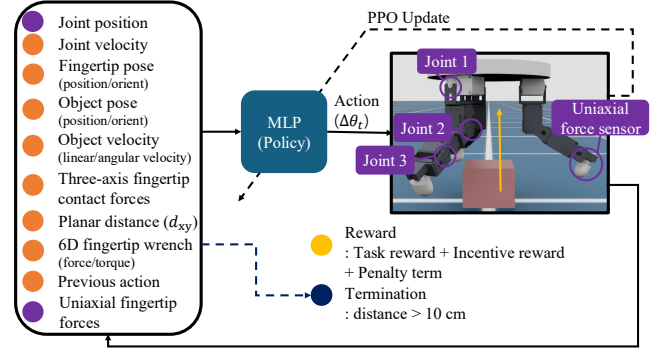 Joint position
Joint velocity
Fingertip pose
(position/orient)
Object pose
(position/orient)
Object velocity
(linear/angular velocity)
Three-axis fingertip
contact forces
Planar distance (d_xy)
6D fingertip wrench
(force/torque)
Previous action
Uniaxial fingertip
forces
MLP
(Policy)
Action
(Δθ_t)
PPO Update
Joint 1
Joint 2
Joint 3
Uniaxial
force sensor
Reward
: Task reward + Incentive reward
+ Penalty term
Termination
: distance > 10 cm